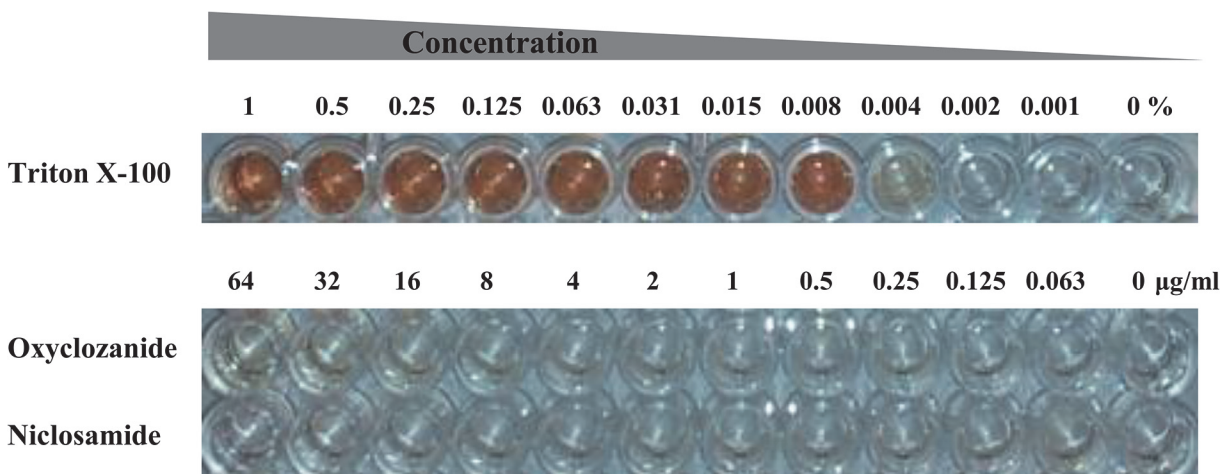 Concentration
1 0.5 0.25 0.125 0.063 0.031 0.015 0.008 0.004 0.002 0.001 0 %
Triton X-100
64 32 16 8 4 2 1 0.5 0.25 0.125 0.063 0 μg/ml
Oxyclozanide
Niclosamide